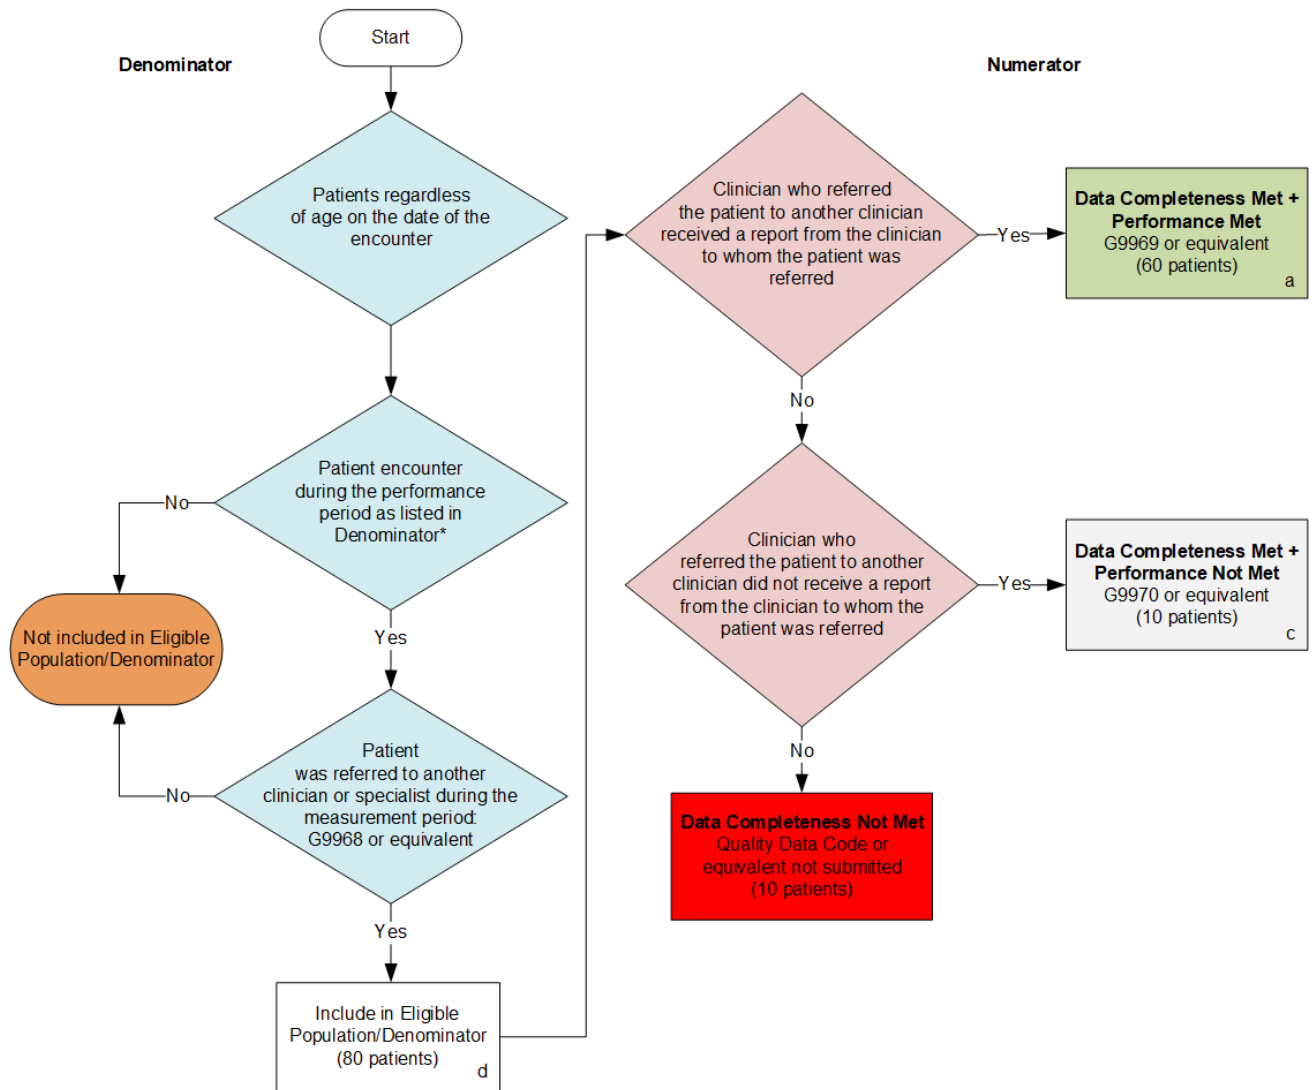 Start
Denominator
Patients regardless
of age on the date of the
encounter
Patient encounter
during the performance
period as listed in
Denominator*
No
Yes
Not included in Eligible
Population/Denominator
Patient
was referred to another
clinician or specialist during the
measurement period:
G9968 or equivalent
No
Yes
Include in Eligible
Population/Denominator
(80 patients)
d
Numerator
Clinician who referred
the patient to another clinician
received a report from the clinician
to whom the patient was
referred
Yes
Data Completeness Met +
Performance Met
G9969 or equivalent
(60 patients)
a
No
Clinician who
referred the patient to another
clinician did not receive a report
from the clinician to whom the
patient was referred
Yes
Data Completeness Met +
Performance Not Met
G9970 or equivalent
(10 patients)
c
No
Data Completeness Not Met
Quality Data Code or
equivalent not submitted
(10 patients)